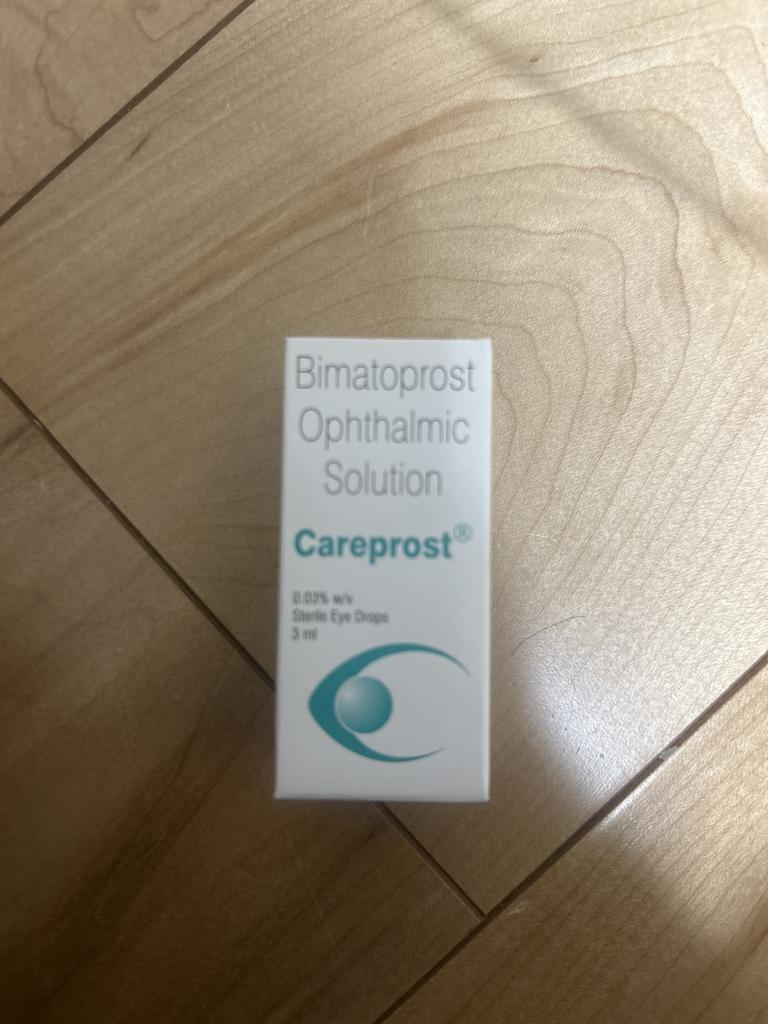 Bimatoprost
Ophthalmic
Solution
Careprost®
0.03% w/v
Sterile Eye Drops
3 ml